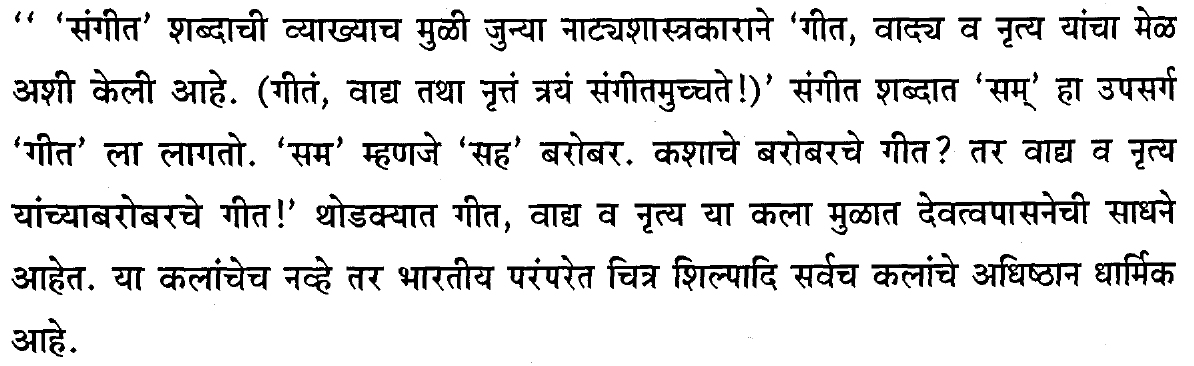 “ ‘संगीत’ शब्दाची व्याख्याच मुळी जुन्या नाट्यशास्त्रकाराने ‘गीत, वाद्य व नृत्य यांचा मेळ
अशी केली आहे. (गीतं, वाद्य तथा नृत्तं त्रयं संगीतमुच्चते!)’ संगीत शब्दात ‘सम्’ हा उपसर्ग
‘गीत’ ला लागतो. ‘सम’ म्हणजे ‘सह’ बरोबर. कशाचे बरोबरचे गीत? तर वाद्य व नृत्य
यांच्याबरोबरचे गीत!’ थोडक्यात गीत, वाद्य व नृत्य या कला मुळात देवत्वपासनेची साधने
आहेत. या कलांचेच नव्हे तर भारतीय परंपरेत चित्र शिल्पादि सर्वच कलांचे अधिष्ठान धार्मिक
आहे.